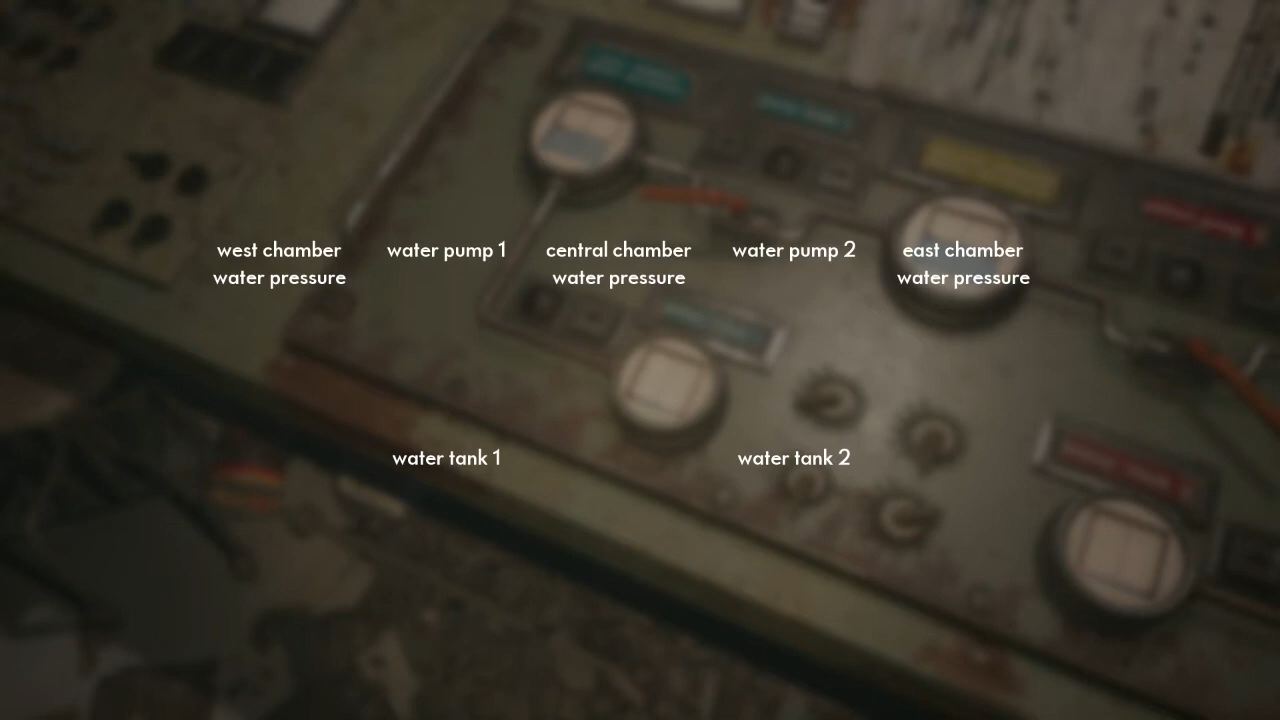 west chamber
water pressure
water pump 1
central chamber
water pressure
water pump 2
east chamber
water pressure
water tank 1
water tank 2